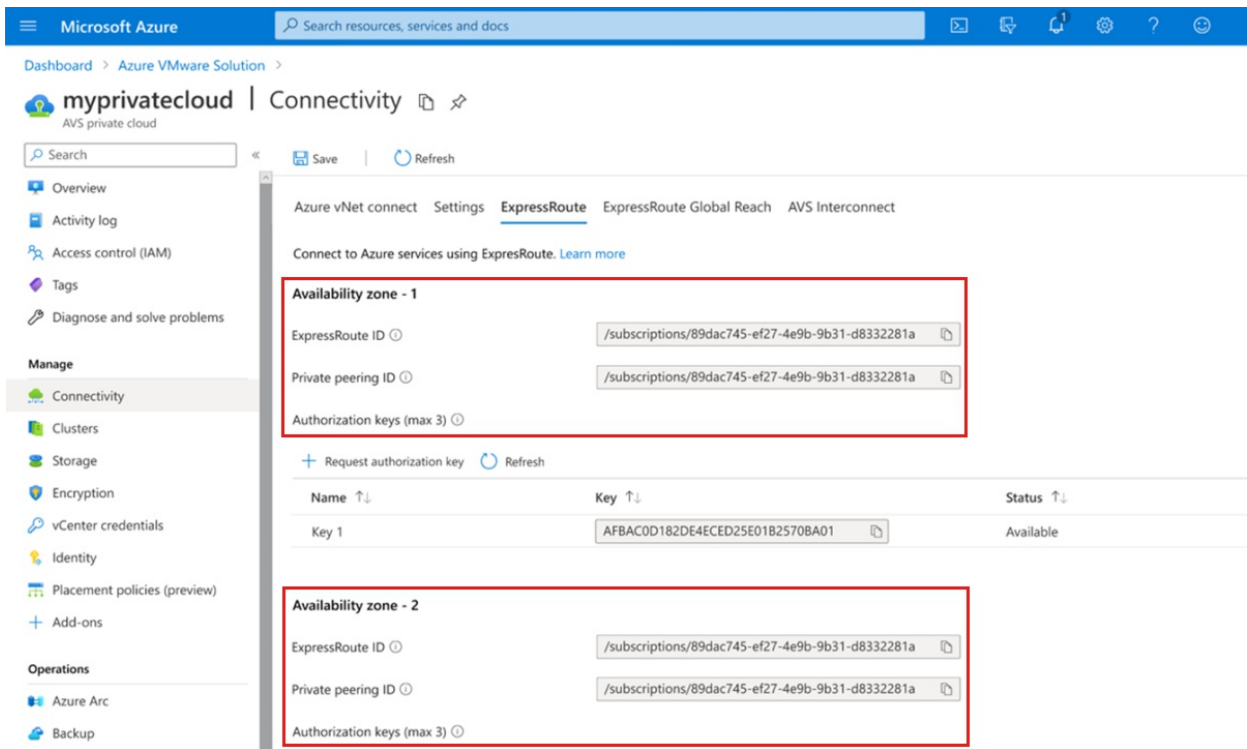 Microsoft Azure
Search resources, services and docs
1
Dashboard > Azure VMware Solution >
myprivatecloud | Connectivity
AVS private cloud
Search
«
Save
Refresh
Overview
Activity log
Access control (IAM)
Tags
Diagnose and solve problems
Manage
Connectivity
Clusters
Storage
Encryption
vCenter credentials
Identity
Placement policies (preview)
Add-ons
Operations
Azure Arc
Backup
Azure vNet connect Settings ExpressRoute ExpressRoute Global Reach AVS Interconnect
Connect to Azure services using ExpresRoute. Learn more
Availability zone - 1
ExpressRoute ID /subscriptions/89dac745-ef27-4e9b-9b31-d8332281a
Private peering ID /subscriptions/89dac745-ef27-4e9b-9b31-d8332281a
Authorization keys (max 3)
+ Request authorization key Refresh
Name ↑↓ Key ↑↓ Status ↑↓
Key 1 AFBAC0D182DE4ECED25E01B2570BA01 Available
Availability zone - 2
ExpressRoute ID /subscriptions/89dac745-ef27-4e9b-9b31-d8332281a
Private peering ID /subscriptions/89dac745-ef27-4e9b-9b31-d8332281a
Authorization keys (max 3)